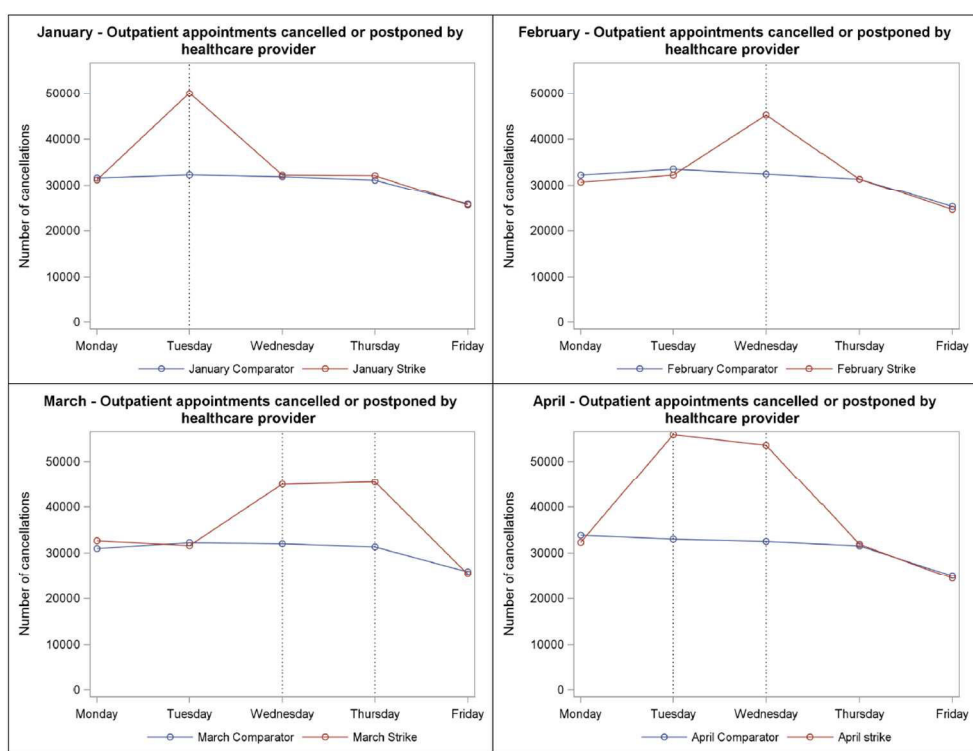 January - Outpatient appointments cancelled or postponed by
healthcare provider
Number of cancellations
50000
40000
30000
20000
10000
0
Monday Tuesday Wednesday Thursday Friday
January Comparator January Strike
February - Outpatient appointments cancelled or postponed by
healthcare provider
Number of cancellations
50000
40000
30000
20000
10000
0
Monday Tuesday Wednesday Thursday Friday
February Comparator February Strike
March - Outpatient appointments cancelled or postponed by
healthcare provider
Number of cancellations
50000
40000
30000
20000
10000
0
Monday Tuesday Wednesday Thursday Friday
March Comparator March Strike
April - Outpatient appointments cancelled or postponed by
healthcare provider
Number of cancellations
50000
40000
30000
20000
10000
0
Monday Tuesday Wednesday Thursday Friday
April Comparator April strike